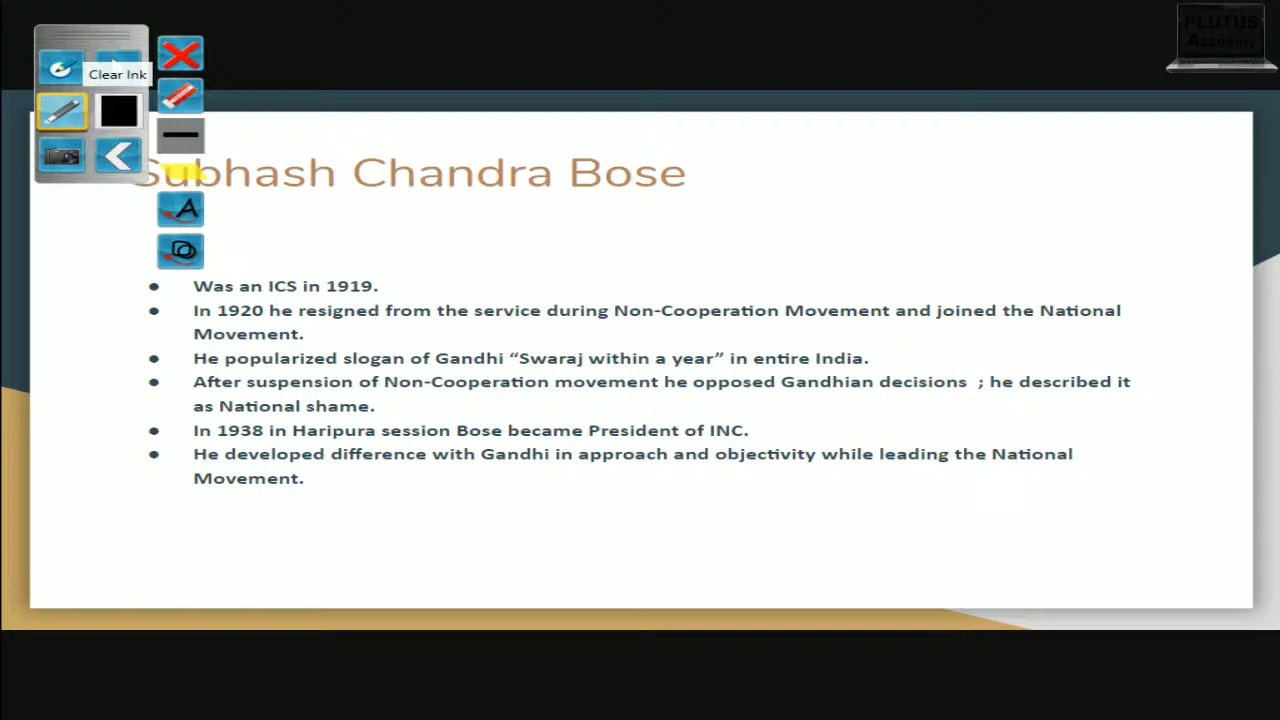 PLUTUS
Academy
Clear Ink
Subhash Chandra Bose
A
● Was an ICS in 1919.
● In 1920 he resigned from the service during Non-Cooperation Movement and joined the National
Movement.
● He popularized slogan of Gandhi “Swaraj within a year” in entire India.
● After suspension of Non-Cooperation movement he opposed Gandhian decisions ; he described it
as National shame.
● In 1938 in Haripura session Bose became President of INC.
● He developed difference with Gandhi in approach and objectivity while leading the National
Movement.